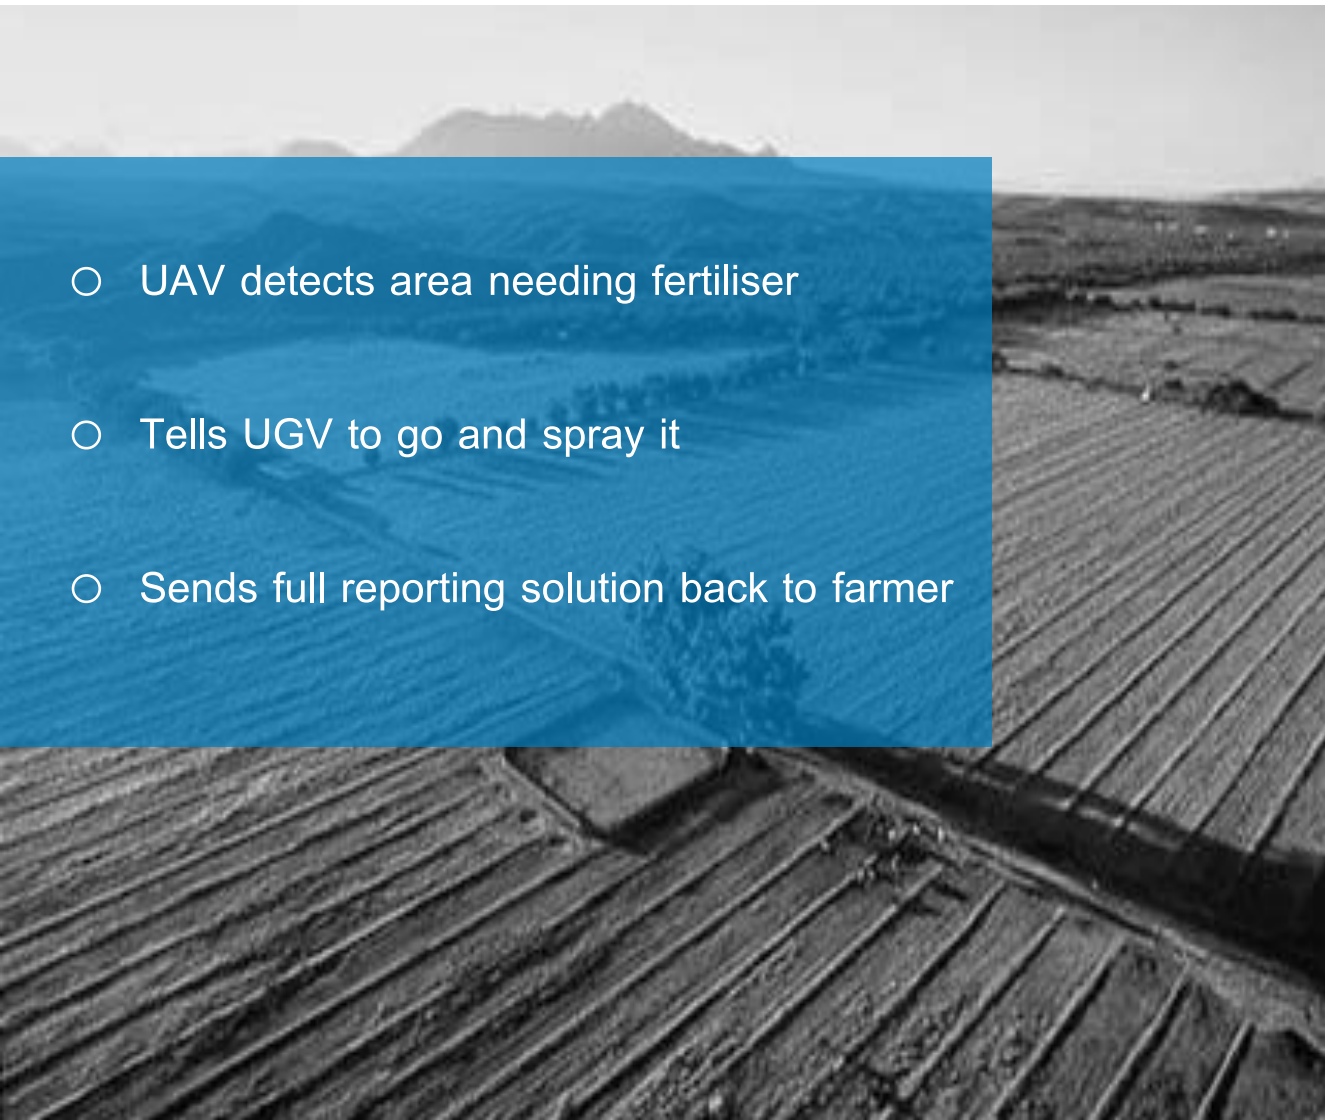 UAV detects area needing fertiliser
Tells UGV to go and spray it
Sends full reporting solution back to farmer